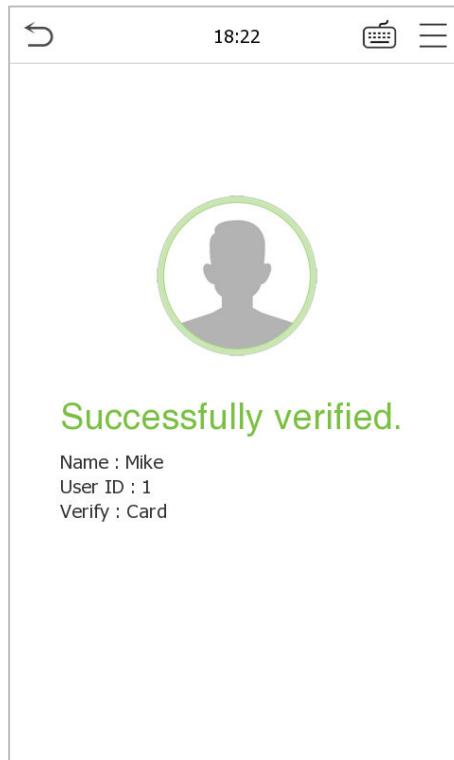 18:22
Successfully verified.
Name : Mike
User ID : 1
Verify : Card